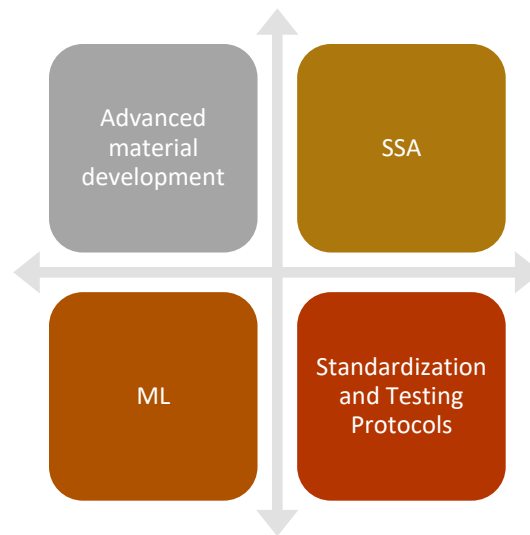 Advanced
material
development
SSA
ML
Standardization
and Testing
Protocols